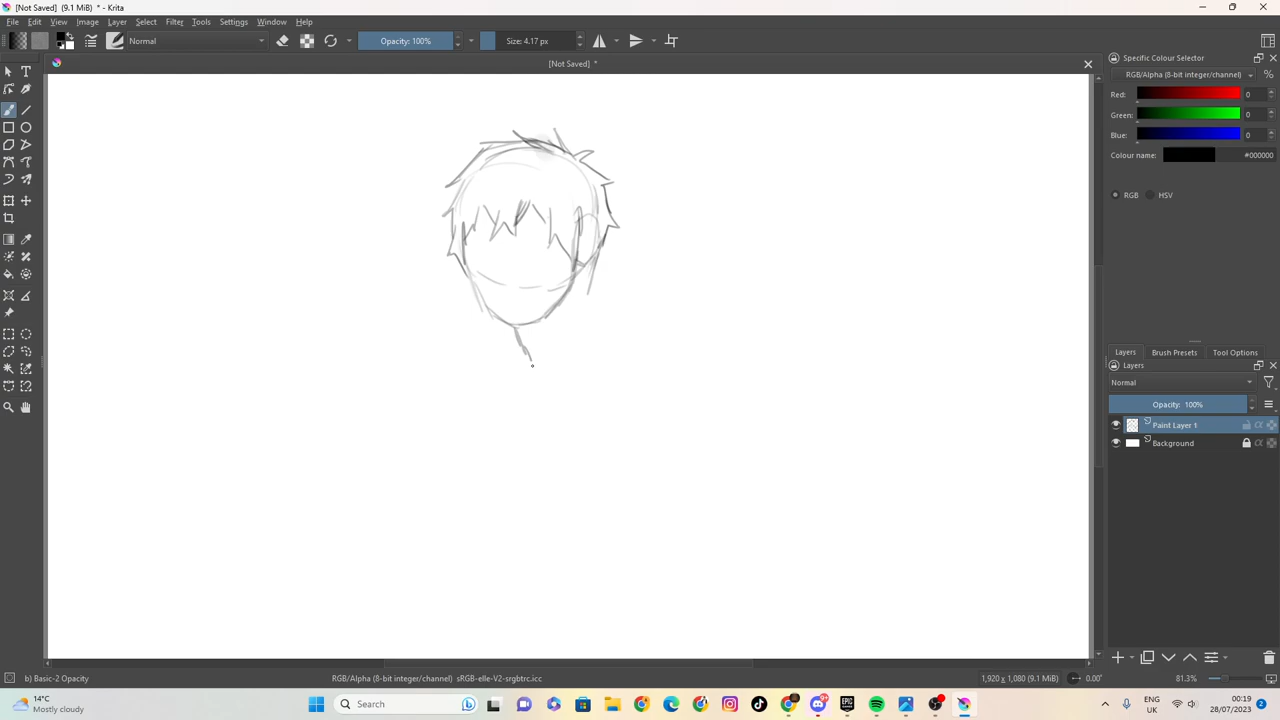 [Not Saved] (9.1 MiB) * - Krita
File Edit View Image Layer Select Filter Tools Settings Window Help
Normal Opacity: 100% Size: 4.17 px
[Not Saved] *
Specific Colour Selector
RGB/Alpha (8-bit integer/channel) %
Red: 0
Green: 0
Blue: 0
Colour name: #000000
RGB HSV
Layers Brush Presets Tool Options
Layers
Normal
Opacity: 100%
Paint Layer 1
Background
b) Basic-2 Opacity RGB/Alpha (8-bit integer/channel) sRGB-elle-V2-srgbtrc.icc 1,920 x 1,080 (9.1 MiB) 0.00° 81.3%
14°C
Mostly cloudy
Search
9+
EPIC
ENG
UK
00:19
28/07/2023
2